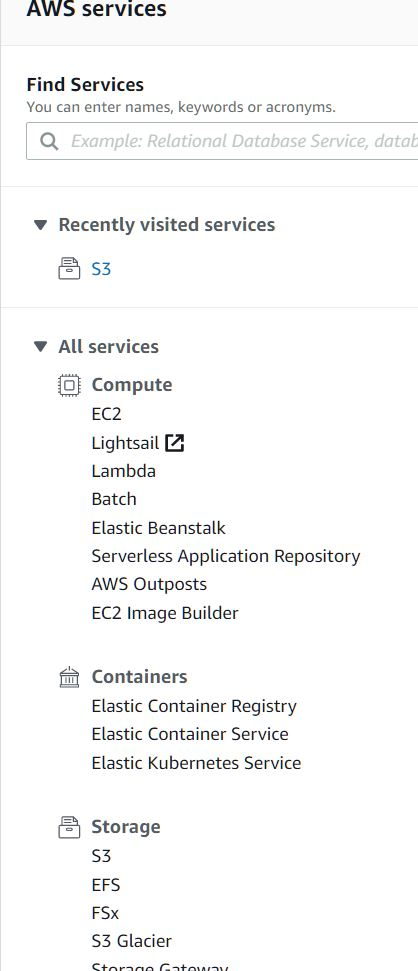 AWS services
Find Services
You can enter names, keywords or acronyms.
Example: Relational Database Service, datab
Recently visited services
S3
All services
Compute
EC2
Lightsail
Lambda
Batch
Elastic Beanstalk
Serverless Application Repository
AWS Outposts
EC2 Image Builder
Containers
Elastic Container Registry
Elastic Container Service
Elastic Kubernetes Service
Storage
S3
EFS
FSx
S3 Glacier
Storage Gateway